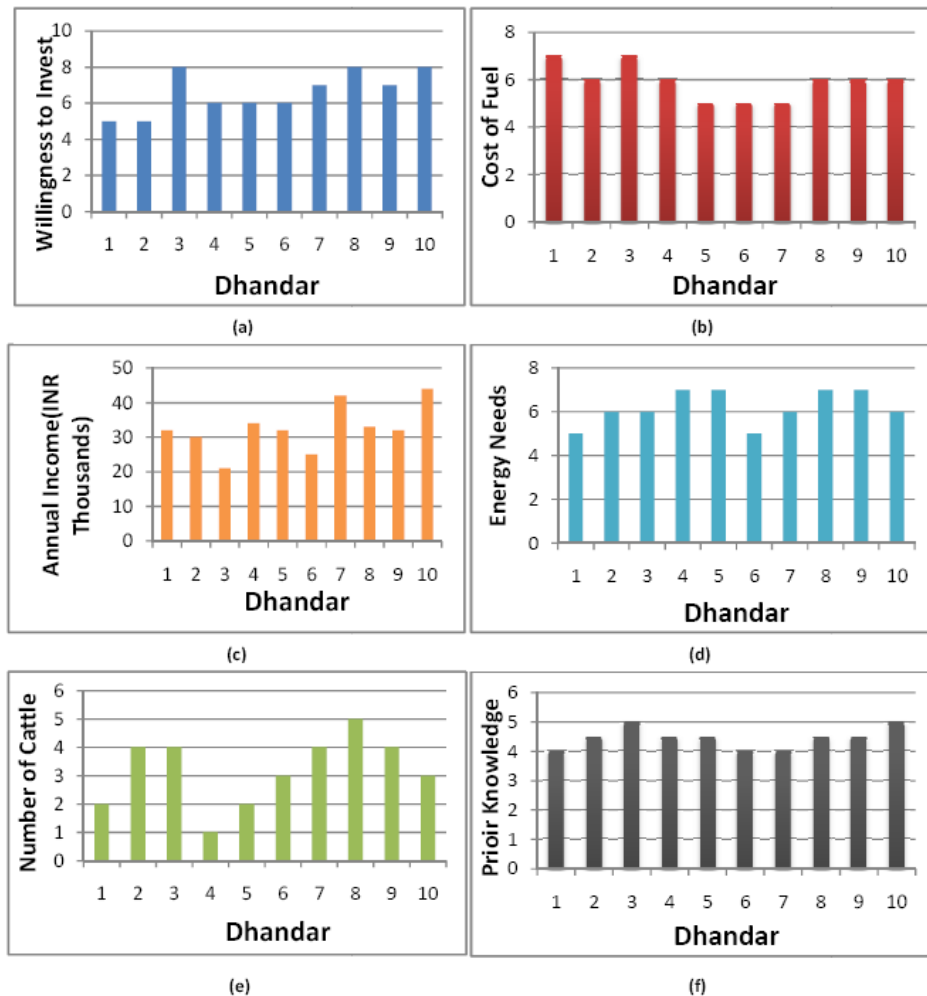 Willingness to Invest
10
8
6
4
2
0
1 2 3 4 5 6 7 8 9 10
Dhandar
(a)
Cost of Fuel
8
6
4
2
0
1 2 3 4 5 6 7 8 9 10
Dhandar
(b)
Annual Income(INR
Thousands)
50
40
30
20
10
0
1 2 3 4 5 6 7 8 9 10
Dhandar
(c)
Energy Needs
8
6
4
2
0
1 2 3 4 5 6 7 8 9 10
Dhandar
(d)
Number of Cattle
6
5
4
3
2
1
0
1 2 3 4 5 6 7 8 9 10
Dhandar
(e)
Prioir Knowledge
6
5
4
3
2
1
0
1 2 3 4 5 6 7 8 9 10
Dhandar
(f)